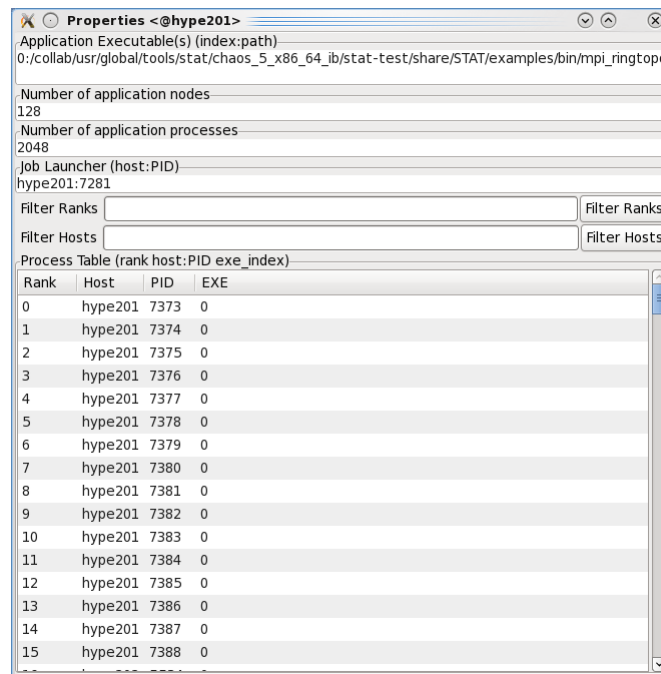 Properties <@hype201>
Application Executable(s) (index:path)
0:/collab/usr/global/tools/stat/chaos_5_x86_64_ib/stat-test/share/STAT/examples/bin/mpi_ringtop
Number of application nodes
128
Number of application processes
2048
Job Launcher (host:PID)
hype201:7281
Filter Ranks Filter Ranks
Filter Hosts Filter Hosts
Process Table (rank host:PID exe_index)
Rank Host PID EXE
0 hype201 7373 0
1 hype201 7374 0
2 hype201 7375 0
3 hype201 7376 0
4 hype201 7377 0
5 hype201 7378 0
6 hype201 7379 0
7 hype201 7380 0
8 hype201 7381 0
9 hype201 7382 0
10 hype201 7383 0
11 hype201 7384 0
12 hype201 7385 0
13 hype201 7386 0
14 hype201 7387 0
15 hype201 7388 0